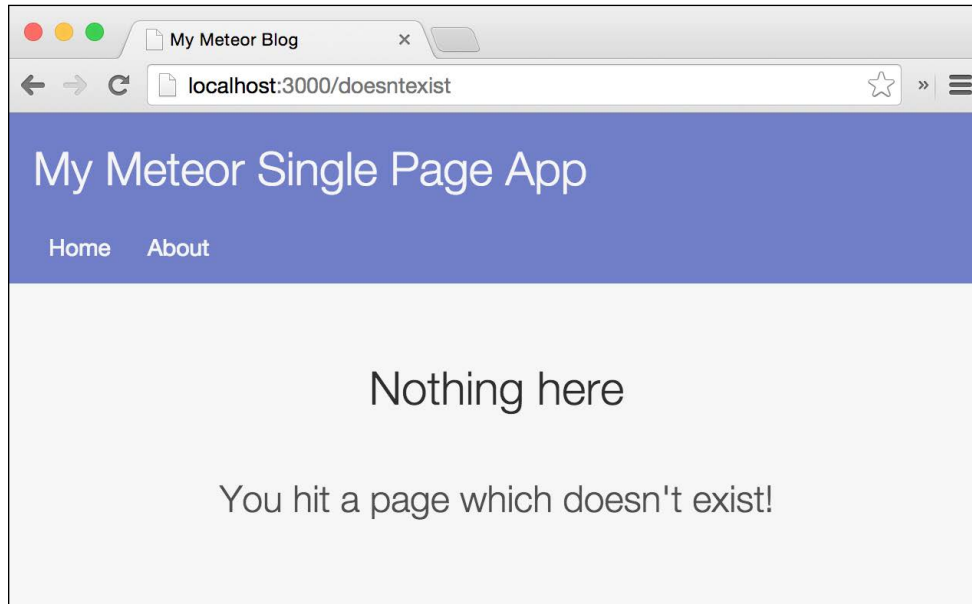 My Meteor Blog
localhost:3000/doesntexist
My Meteor Single Page App
Home About
Nothing here
You hit a page which doesn't exist!